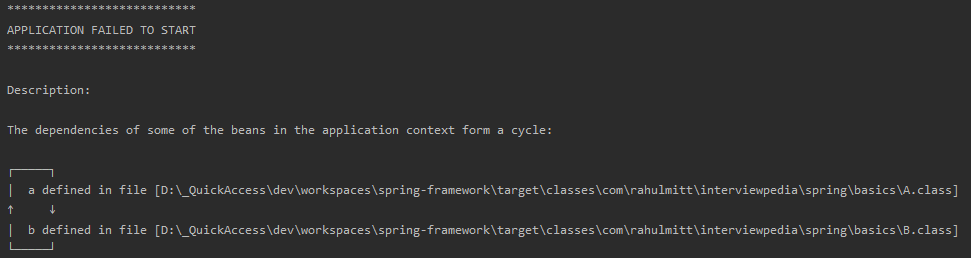 ***************************
APPLICATION FAILED TO START
***************************
Description:
The dependencies of some of the beans in the application context form a cycle:
┌─────┐
|  a defined in file [D:\_QuickAccess\dev\workspaces\spring-framework\target\classes\com\rahulmitt\interviewpedia\spring\basics\A.class]
↑     ↓
|  b defined in file [D:\_QuickAccess\dev\workspaces\spring-framework\target\classes\com\rahulmitt\interviewpedia\spring\basics\B.class]
└─────┘